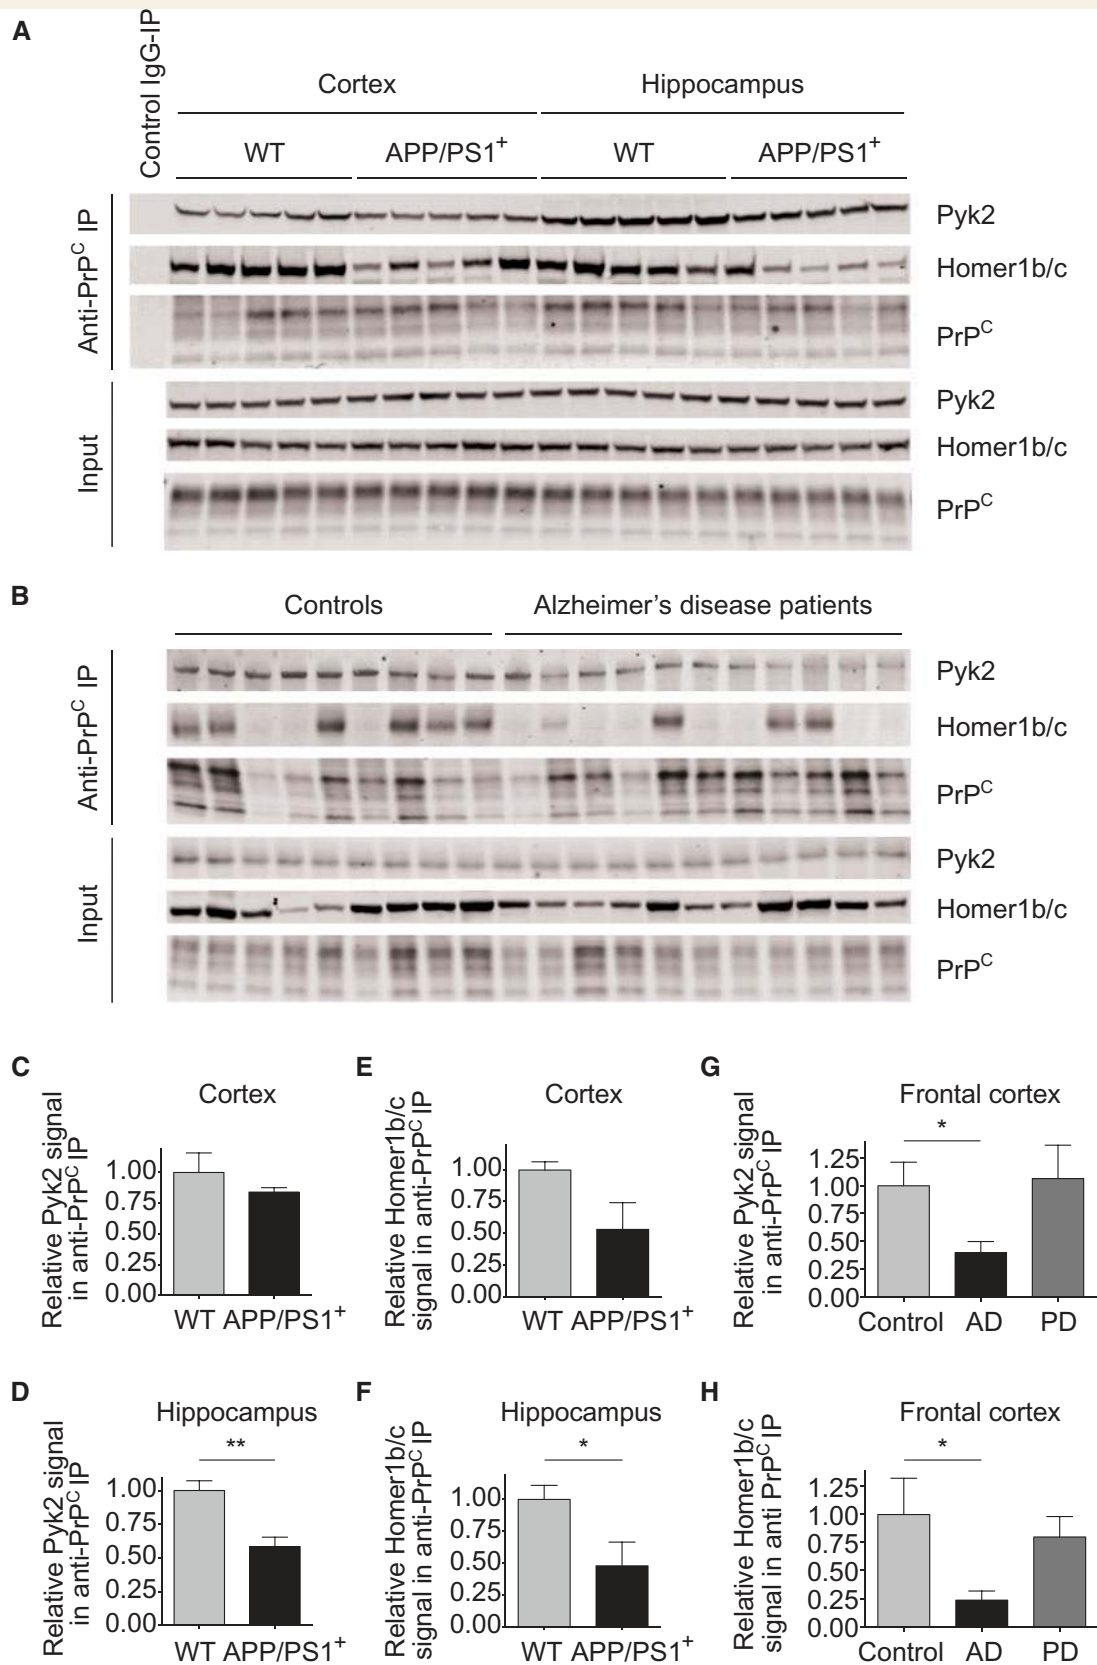 A
Control IgG-IP
Cortex
Hippocampus
WT
APP/PS1+
WT
APP/PS1+
Anti-PrPC IP
Pyk2
Homer1b/c
PrPC
Input
Pyk2
Homer1b/c
PrPC
B
Controls
Alzheimer's disease patients
Anti-PrPC IP
Pyk2
Homer1b/c
PrPC
Input
Pyk2
Homer1b/c
PrPC
C
Cortex
Relative Pyk2 signal
in anti-PrPC IP
1.00
0.75
0.50
0.25
0.00
WT APP/PS1+
E
Cortex
Relative Homer1b/c
signal in anti-PrPC IP
1.00
0.75
0.50
0.25
0.00
WT APP/PS1+
G
Frontal cortex
*
Relative Pyk2 signal
in anti-PrPC IP
1.25
1.00
0.75
0.50
0.25
0.00
Control AD PD
D
Hippocampus
**
Relative Pyk2 signal
in anti-PrPC IP
1.00
0.75
0.50
0.25
0.00
WT APP/PS1+
F
Hippocampus
*
Relative Homer1b/c
signal in anti-PrPC IP
1.00
0.75
0.50
0.25
0.00
WT APP/PS1+
H
Frontal cortex
*
Relative Homer1b/c
signal in anti PrPC IP
1.25
1.00
0.75
0.50
0.25
0.00
Control AD PD